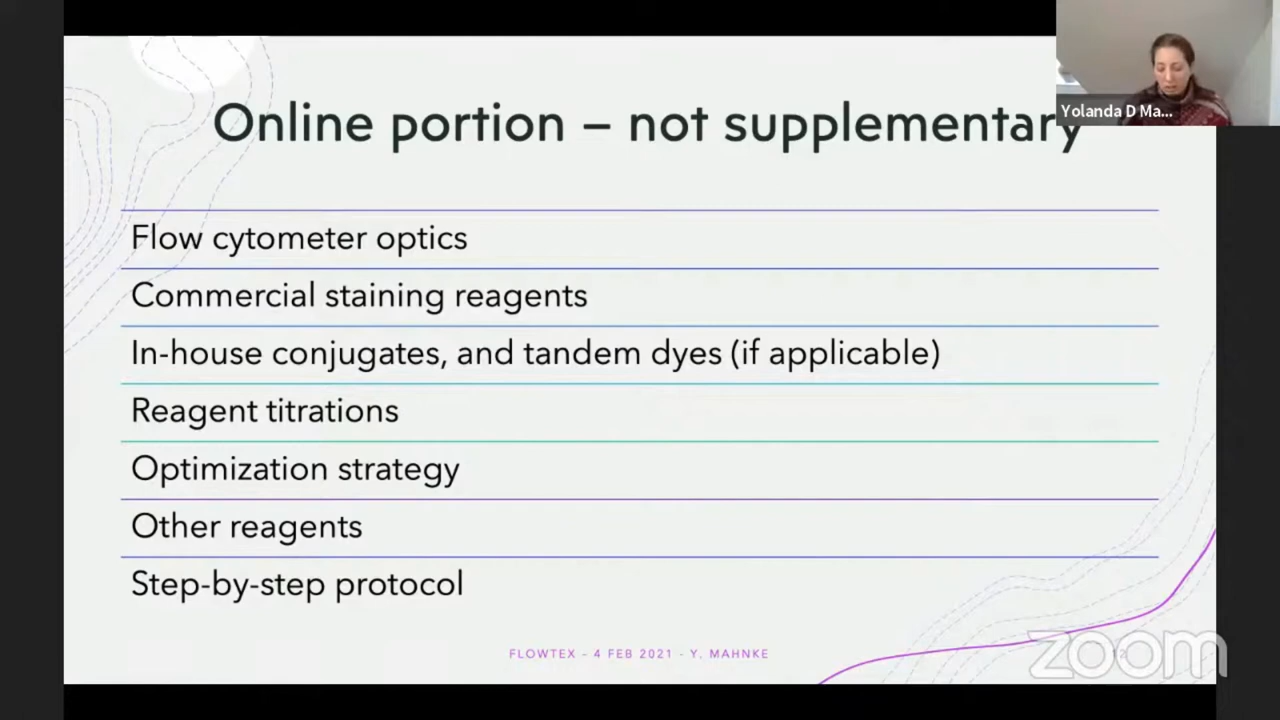 Online portion – not supplementary
Yolanda D Ma...
Flow cytometer optics
Commercial staining reagents
In-house conjugates, and tandem dyes (if applicable)
Reagent titrations
Optimization strategy
Other reagents
Step-by-step protocol
FLOWTEX - 4 FEB 2021 - Y. MAHNKE
zoom